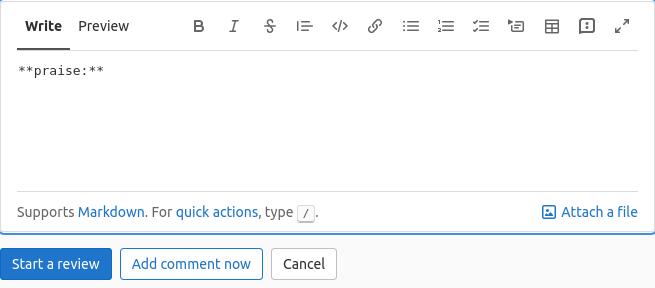 Write Preview
**praise:**
Supports Markdown. For quick actions, type /. Attach a file
Start a review Add comment now Cancel